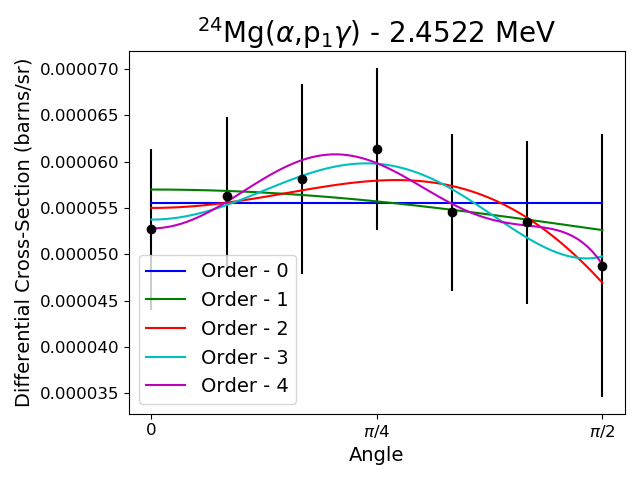 ²⁴Mg(α,p₁γ) - 2.4522 MeV
Differential Cross-Section (barns/sr)
0.000070
0.000065
0.000060
0.000055
0.000050
0.000045
0.000040
0.000035
Order - 0
Order - 1
Order - 2
Order - 3
Order - 4
0
π/4
π/2
Angle